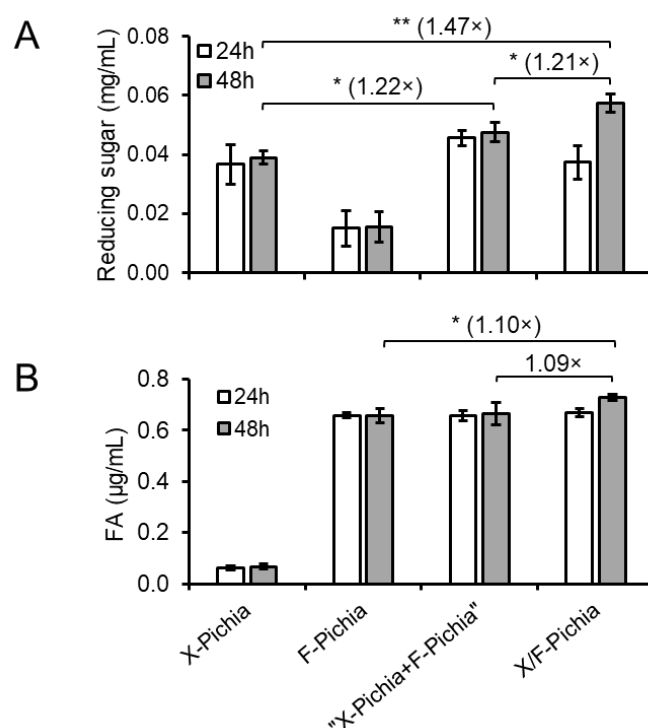 A
Reducing sugar (mg/mL)
0.08
0.06
0.04
0.02
0.00
24h
48h
** (1.47×)
* (1.21×)
* (1.22×)
B
FA (µg/mL)
0.8
0.6
0.4
0.2
0.0
24h
48h
* (1.10×)
1.09×
X-Pichia
F-Pichia
"X-Pichia+F-Pichia"
X/F-Pichia